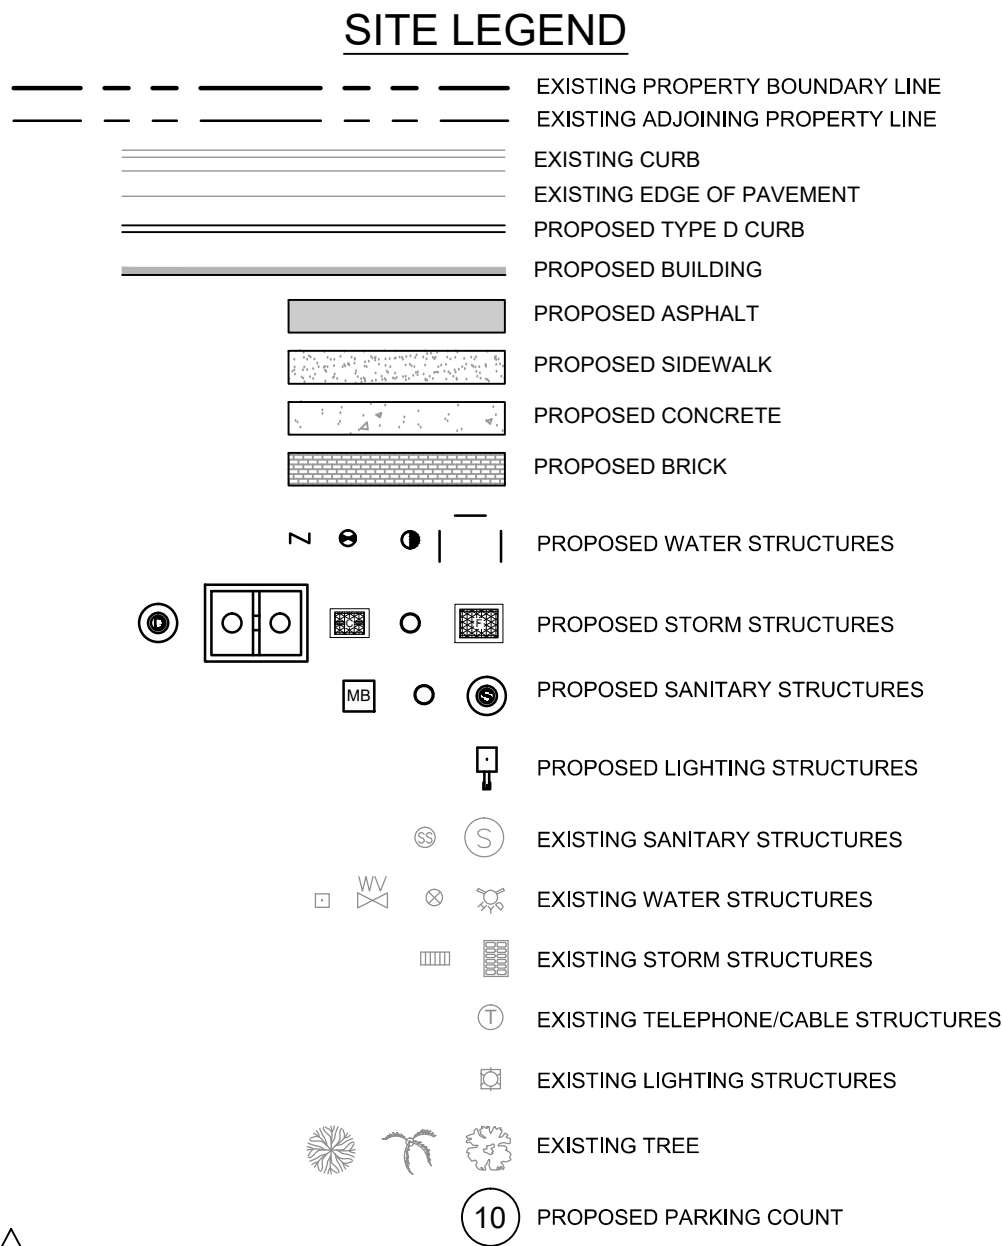 SITE LEGEND
EXISTING PROPERTY BOUNDARY LINE
EXISTING ADJOINING PROPERTY LINE
EXISTING CURB
EXISTING EDGE OF PAVEMENT
PROPOSED TYPE D CURB
PROPOSED BUILDING
PROPOSED ASPHALT
PROPOSED SIDEWALK
PROPOSED CONCRETE
PROPOSED BRICK
PROPOSED WATER STRUCTURES
C F PROPOSED STORM STRUCTURES
MB S PROPOSED SANITARY STRUCTURES
PROPOSED LIGHTING STRUCTURES
SS S EXISTING SANITARY STRUCTURES
WV EXISTING WATER STRUCTURES
EXISTING STORM STRUCTURES
T EXISTING TELEPHONE/CABLE STRUCTURES
EXISTING LIGHTING STRUCTURES
EXISTING TREE
10 PROPOSED PARKING COUNT